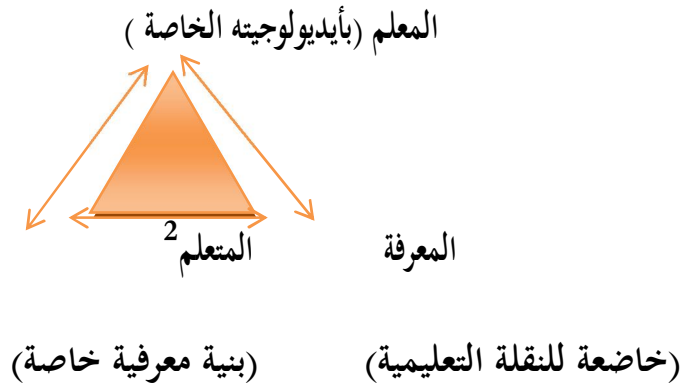 المعلم (بأيديولوجيته الخاصة )
المعرفة المتعلم2
(خاضعة للنقلة التعليمية) (بنية معرفية خاصة)